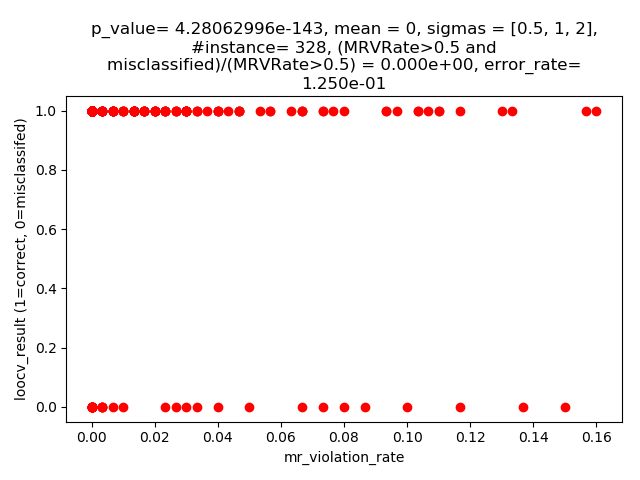 p_value= 4.28062996e-143, mean = 0, sigmas = [0.5, 1, 2],
#instance= 328, (MRVRate>0.5 and
misclassified)/(MRVRate>0.5) = 0.000e+00, error_rate=
1.250e-01
loocv_result (1=correct, 0=misclassifed)
1.0
0.8
0.6
0.4
0.2
0.0
0.00 0.02 0.04 0.06 0.08 0.10 0.12 0.14 0.16
mr_violation_rate